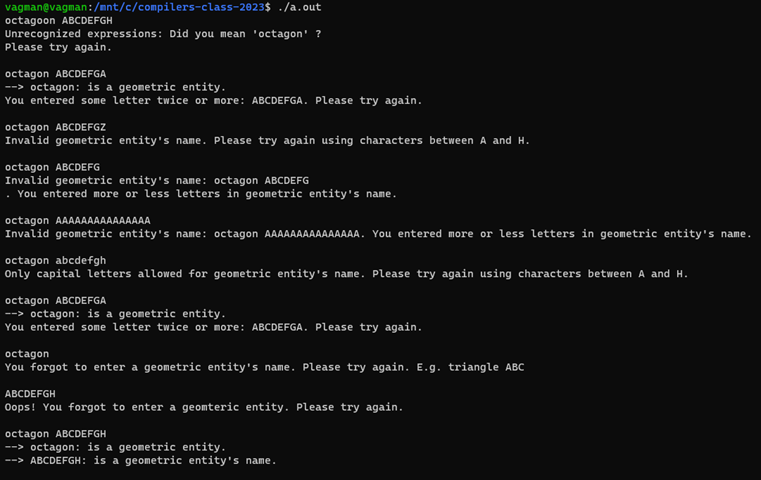 vagman@vagman:/mnt/c/compilers-class-2023$ ./a.out
octagoon ABCDEFGH
Unrecognized expressions: Did you mean 'octagon' ?
Please try again.
octagon ABCDEFGA
--> octagon: is a geometric entity.
You entered some letter twice or more: ABCDEFGA. Please try again.
octagon ABCDEFGZ
Invalid geometric entity's name. Please try again using characters between A and H.
octagon ABCDEFG
Invalid geometric entity's name: octagon ABCDEFG
. You entered more or less letters in geometric entity's name.
octagon AAAAAAAAAAAAAAA
Invalid geometric entity's name: octagon AAAAAAAAAAAAAAA. You entered more or less letters in geometric entity's name.
octagon abcdefgh
Only capital letters allowed for geometric entity's name. Please try again using characters between A and H.
octagon ABCDEFGA
--> octagon: is a geometric entity.
You entered some letter twice or more: ABCDEFGA. Please try again.
octagon
You forgot to enter a geometric entity's name. Please try again. E.g. triangle ABC
ABCDEFGH
Oops! You forgot to enter a geomteric entity. Please try again.
octagon ABCDEFGH
--> octagon: is a geometric entity.
--> ABCDEFGH: is a geometric entity's name.